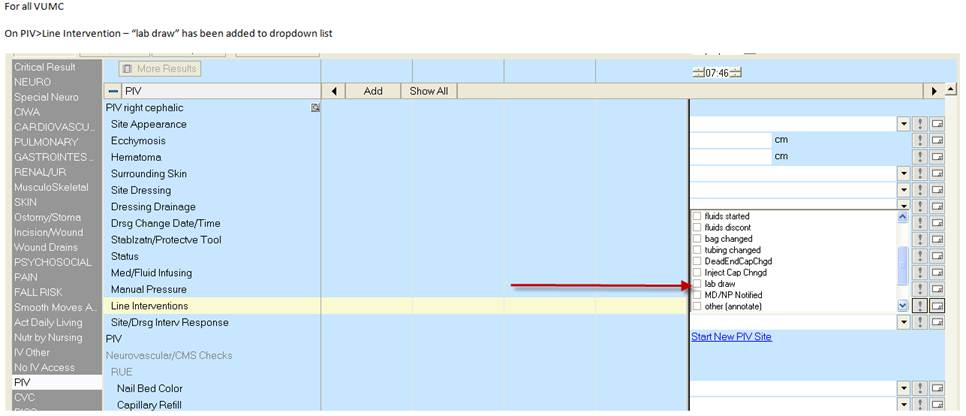 For all VUMC
On PIV>Line Intervention – “lab draw” has been added to dropdown list
More Results
07:46
PIV
Add
Show All
Critical Result
NEURO
Special Neuro
CIWA
CARDIOVASCU...
PULMONARY
GASTROINTES...
RENAL/UR
MusculoSkeletal
SKIN
Ostomy/Stoma
Incision/Wound
Wound Drains
PSYCHOSOCIAL
PAIN
FALL RISK
Smooth Moves A..
Act Daily Living
Nutr by Nursing
IV Other
No IV Access
PIV
CVC
PIV right cephalic
Site Appearance
Ecchymosis
cm
Hematoma
cm
Surrounding Skin
Site Dressing
Dressing Drainage
Drsg Change Date/Time
Stablzatn/Protectve Tool
Status
Med/Fluid Infusing
Manual Pressure
Line Interventions
Site/Drsg Interv Response
PIV
Neurovascular/CMS Checks
RUE
Nail Bed Color
Capillary Refill
fluids started
fluids discont
bag changed
tubing changed
DeadEndCapChgd
Inject Cap Chngd
lab draw
MD/NP Notified
other (annotate)
Start New PIV Site